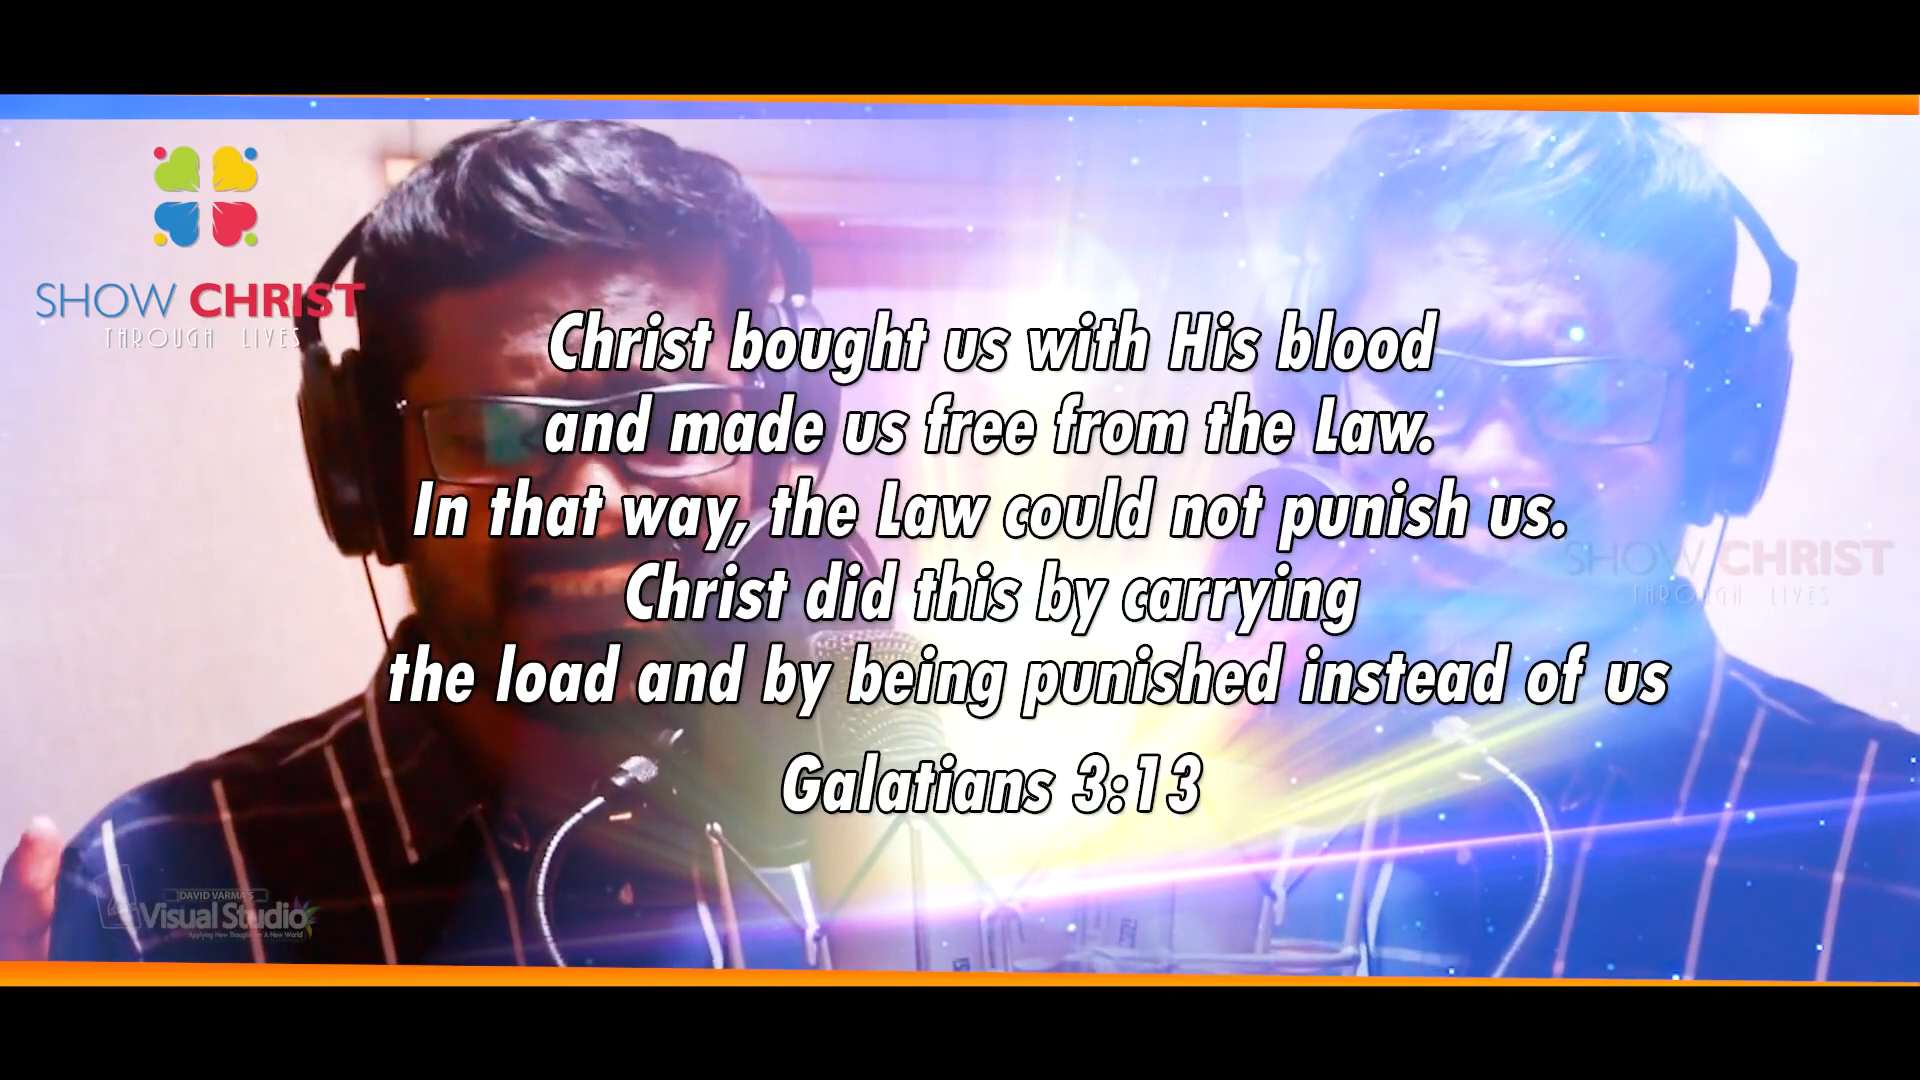 SHOW CHRIST
THROUGH LIVES
Christ bought us with His blood
and made us free from the Law.
In that way, the Law could not punish us.
Christ did this by carrying
the load and by being punished instead of us
Galatians 3:13
SHOW CHRIST
THROUGH LIVES
DAVID VARMA'S
Visual Studio